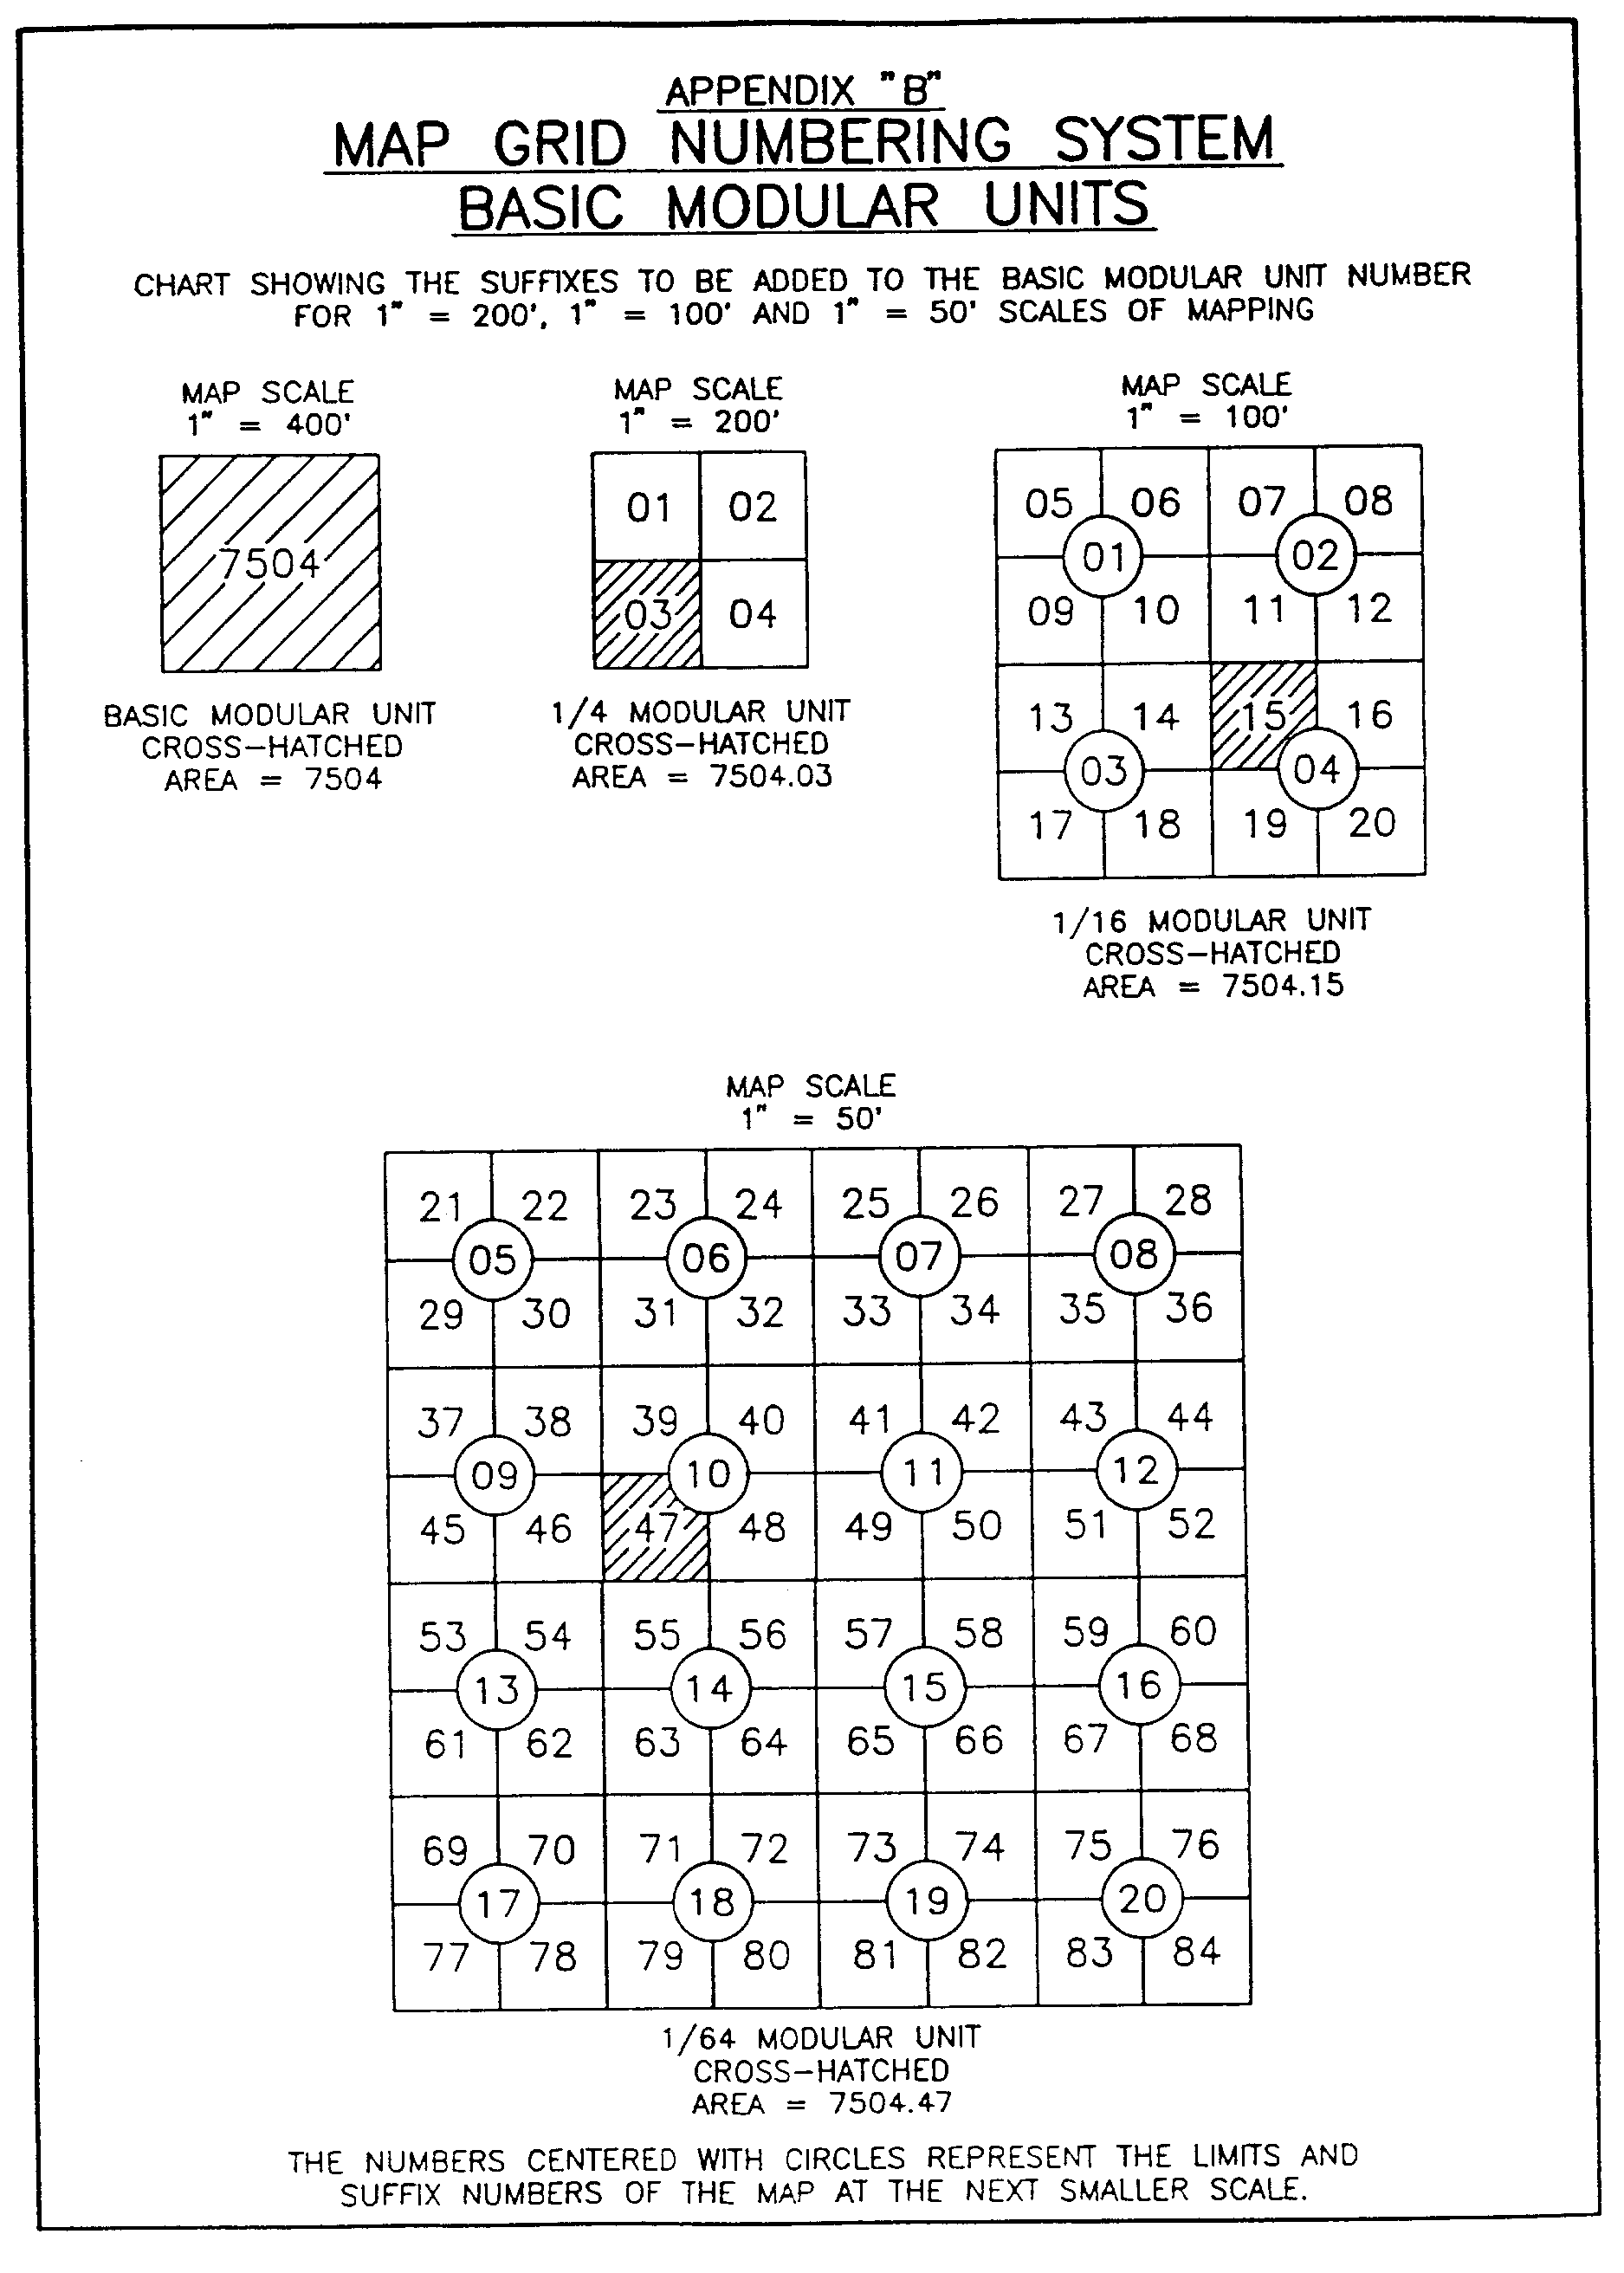 APPENDIX "B"
MAP GRID NUMBERING SYSTEM
BASIC MODULAR UNITS
CHART SHOWING THE SUFFIXES TO BE ADDED TO THE BASIC MODULAR UNIT NUMBER
FOR 1" = 200', 1" = 100' AND 1" = 50' SCALES OF MAPPING
MAP SCALE
1" = 400'
7504
BASIC MODULAR UNIT
CROSS-HATCHED
AREA = 7504
MAP SCALE
1" = 200'
01 02
03 04
1/4 MODULAR UNIT
CROSS-HATCHED
AREA = 7504.03
MAP SCALE
1" = 100'
05 06 07 08
01 02
09 10 11 12
13 14 15 16
03 04
17 18 19 20
1/16 MODULAR UNIT
CROSS-HATCHED
AREA = 7504.15
MAP SCALE
1" = 50'
21 22 23 24 25 26 27 28
05 06 07 08
29 30 31 32 33 34 35 36
37 38 39 40 41 42 43 44
09 10 11 12
45 46 47 48 49 50 51 52
53 54 55 56 57 58 59 60
13 14 15 16
61 62 63 64 65 66 67 68
69 70 71 72 73 74 75 76
17 18 19 20
77 78 79 80 81 82 83 84
1/64 MODULAR UNIT
CROSS-HATCHED
AREA = 7504.47
THE NUMBERS CENTERED WITH CIRCLES REPRESENT THE LIMITS AND
SUFFIX NUMBERS OF THE MAP AT THE NEXT SMALLER SCALE.